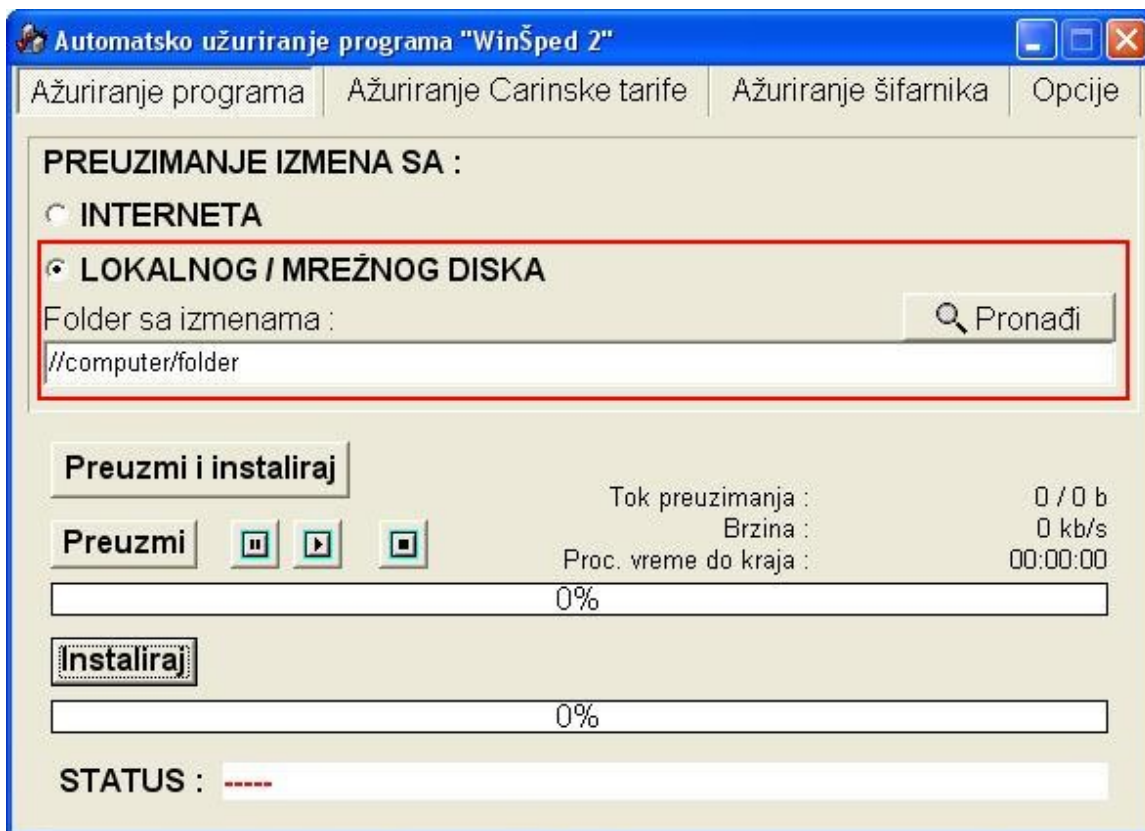 Automatsko užuriranje programa "WinŠped 2"
Ažuriranje programa Ažuriranje Carinske tarife Ažuriranje šifarnika Opcije
PREUZIMANJE IZMENA SA :
INTERNETA
LOKALNOG / MREŽNOG DISKA
Folder sa izmenama :
Pronađi
//computer/folder
Preuzmi i instaliraj
Tok preuzimanja : 0 / 0 b
Preuzmi
Brzina : 0 kb/s
Proc. vreme do kraja : 00:00:00
0%
Instaliraj
0%
STATUS : -----